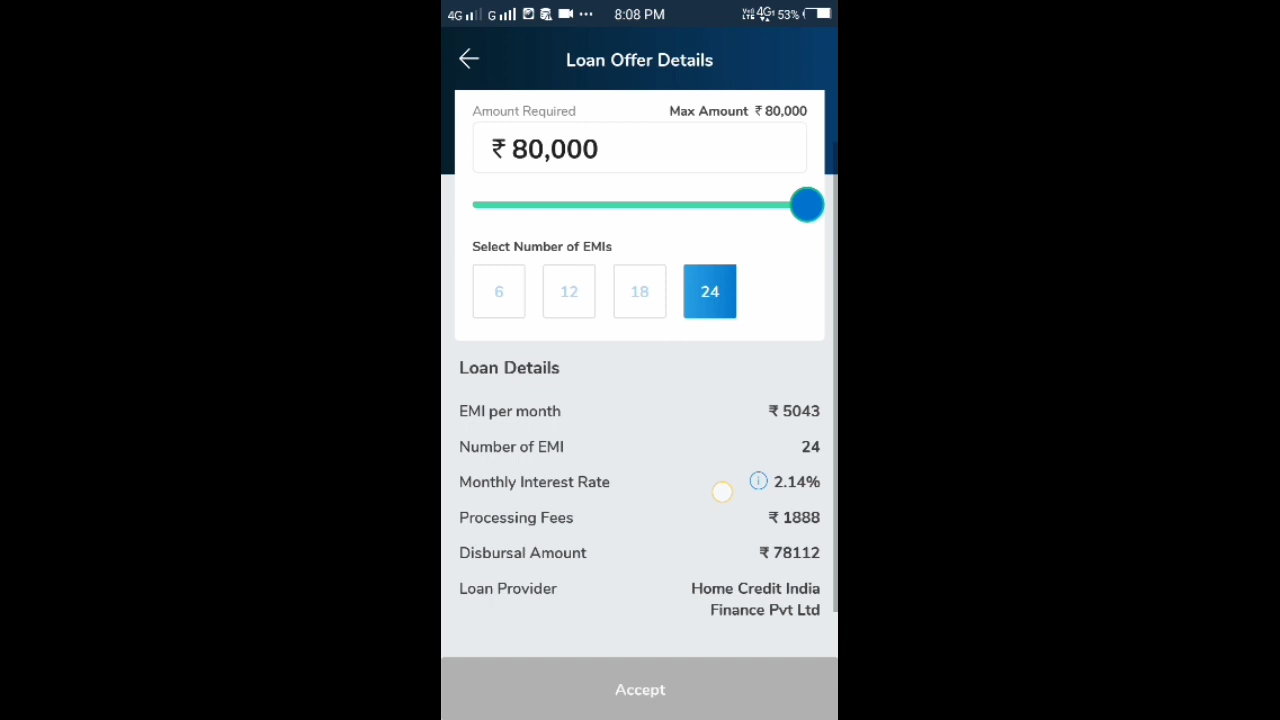 4G G 8:08 PM 4G 53%
Loan Offer Details
Amount Required Max Amount ₹ 80,000
₹ 80,000
Select Number of EMIs
6 12 18 24
Loan Details
EMI per month ₹ 5043
Number of EMI 24
Monthly Interest Rate i 2.14%
Processing Fees ₹ 1888
Disbursal Amount ₹ 78112
Loan Provider Home Credit India
Finance Pvt Ltd
Accept